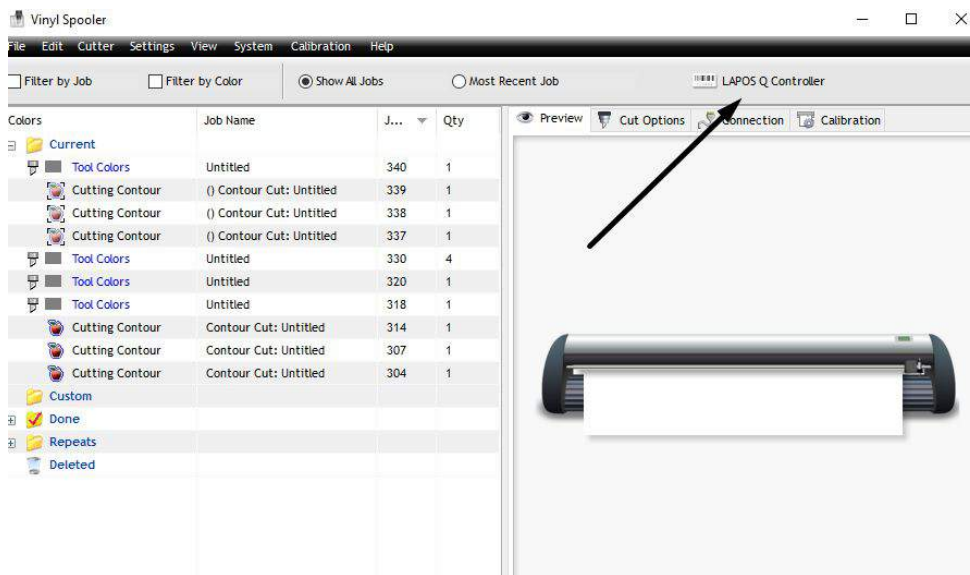 Vinyl Spooler
File Edit Cutter Settings View System Calibration Help
Filter by Job Filter by Color Show All Jobs Most Recent Job LAPOS Q Controller
Colors Job Name J... Qty Preview Cut Options Connection Calibration
Current
Tool Colors Untitled 340 1
Cutting Contour () Contour Cut: Untitled 339 1
Cutting Contour () Contour Cut: Untitled 338 1
Cutting Contour () Contour Cut: Untitled 337 1
Tool Colors Untitled 330 4
Tool Colors Untitled 320 1
Tool Colors Untitled 318 1
Cutting Contour Contour Cut: Untitled 314 1
Cutting Contour Contour Cut: Untitled 307 1
Cutting Contour Contour Cut: Untitled 304 1
Custom
Done
Repeats
Deleted